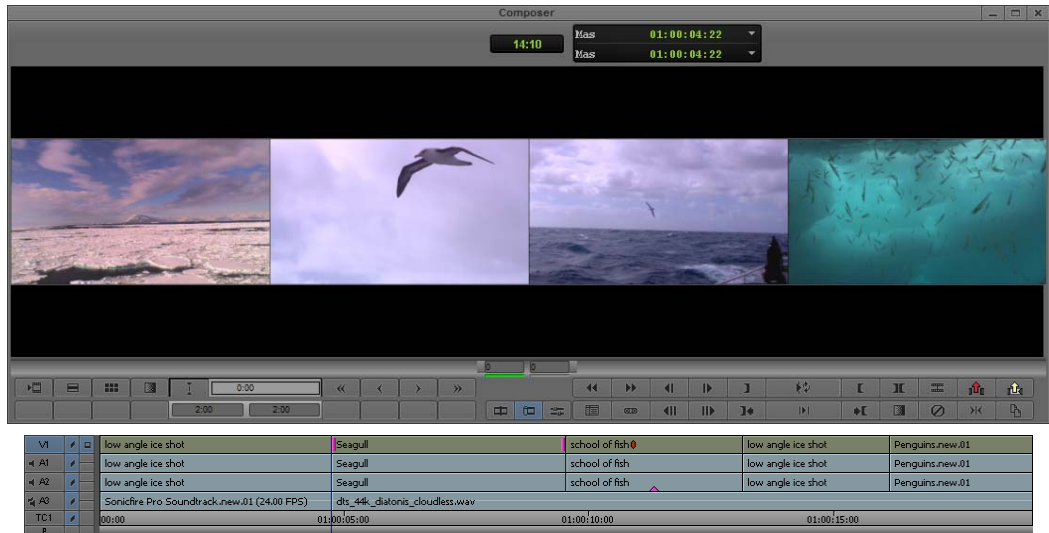 Composer
14:10
Mas 01:00:04:22
Mas 01:00:04:22
0 0
0:00
2:00 2:00
V1 low angle ice shot Seagull school of fish low angle ice shot Penguins.new.01
A1 low angle ice shot Seagull school of fish low angle ice shot Penguins.new.01
A2 low angle ice shot Seagull school of fish low angle ice shot Penguins.new.01
A3 Sonicfire Pro Soundtrack.new.01 (24.00 FPS) dts_44k_diatonis_cloudless.wav
TC1 00:00 01:00:05:00 01:00:10:00 01:00:15:00